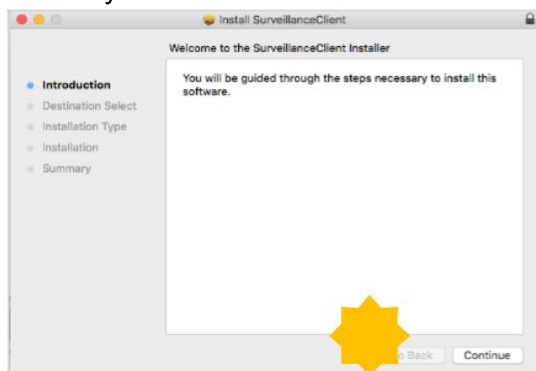 Install SurveillanceClient
Welcome to the SurveillanceClient Installer
Introduction
Destination Select
Installation Type
Installation
Summary
You will be guided through the steps necessary to install this
software.
Back
Continue